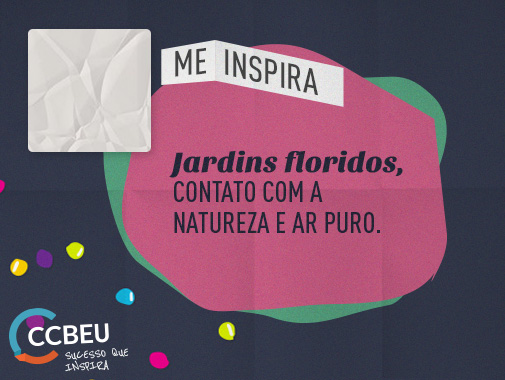 ME INSPIRA
Jardins floridos,
CONTATO COM A
NATUREZA E AR PURO.
CCBEU
SUCESSO QUE
INSPIRA